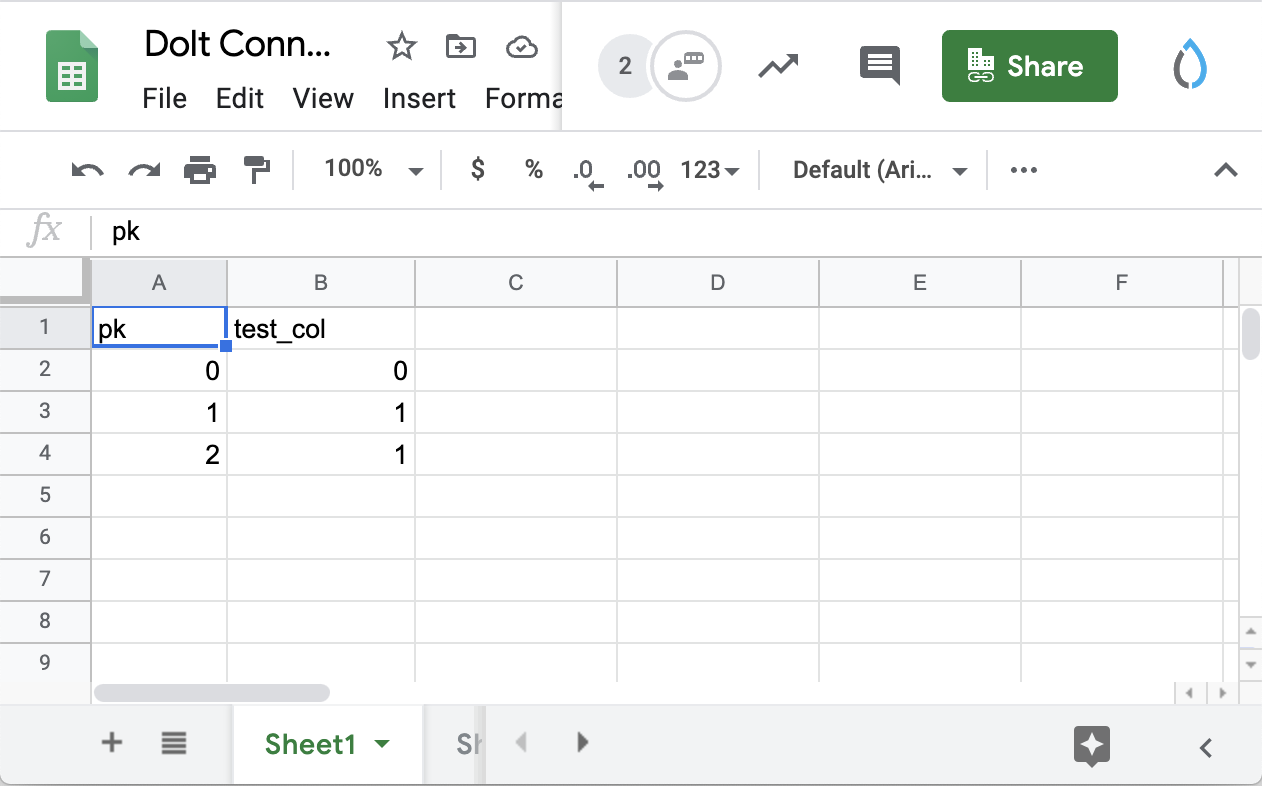 Dolt Conn...
File Edit View Insert Forma
2
Share
100% $ % .0 .00 123 Default (Ari... 
fx pk
A B C D E F
1 pk test_col
2 0 0
3 1 1
4 2 1
5
6
7
8
9
Sheet1 Sh